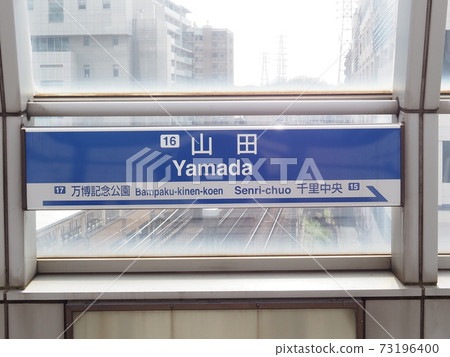 16 山田
Yamada
17 万博記念公園 Bampaku-kinen-koen Senri-chuo 千里中央 15
PIXTA
pixta.jp - 73196400